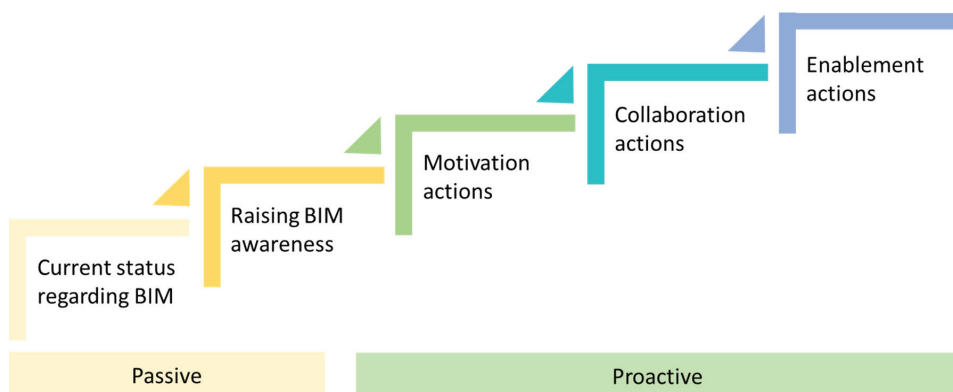 Current status
regarding BIM
Raising BIM
awareness
Motivation
actions
Collaboration
actions
Enablement
actions
Passive
Proactive